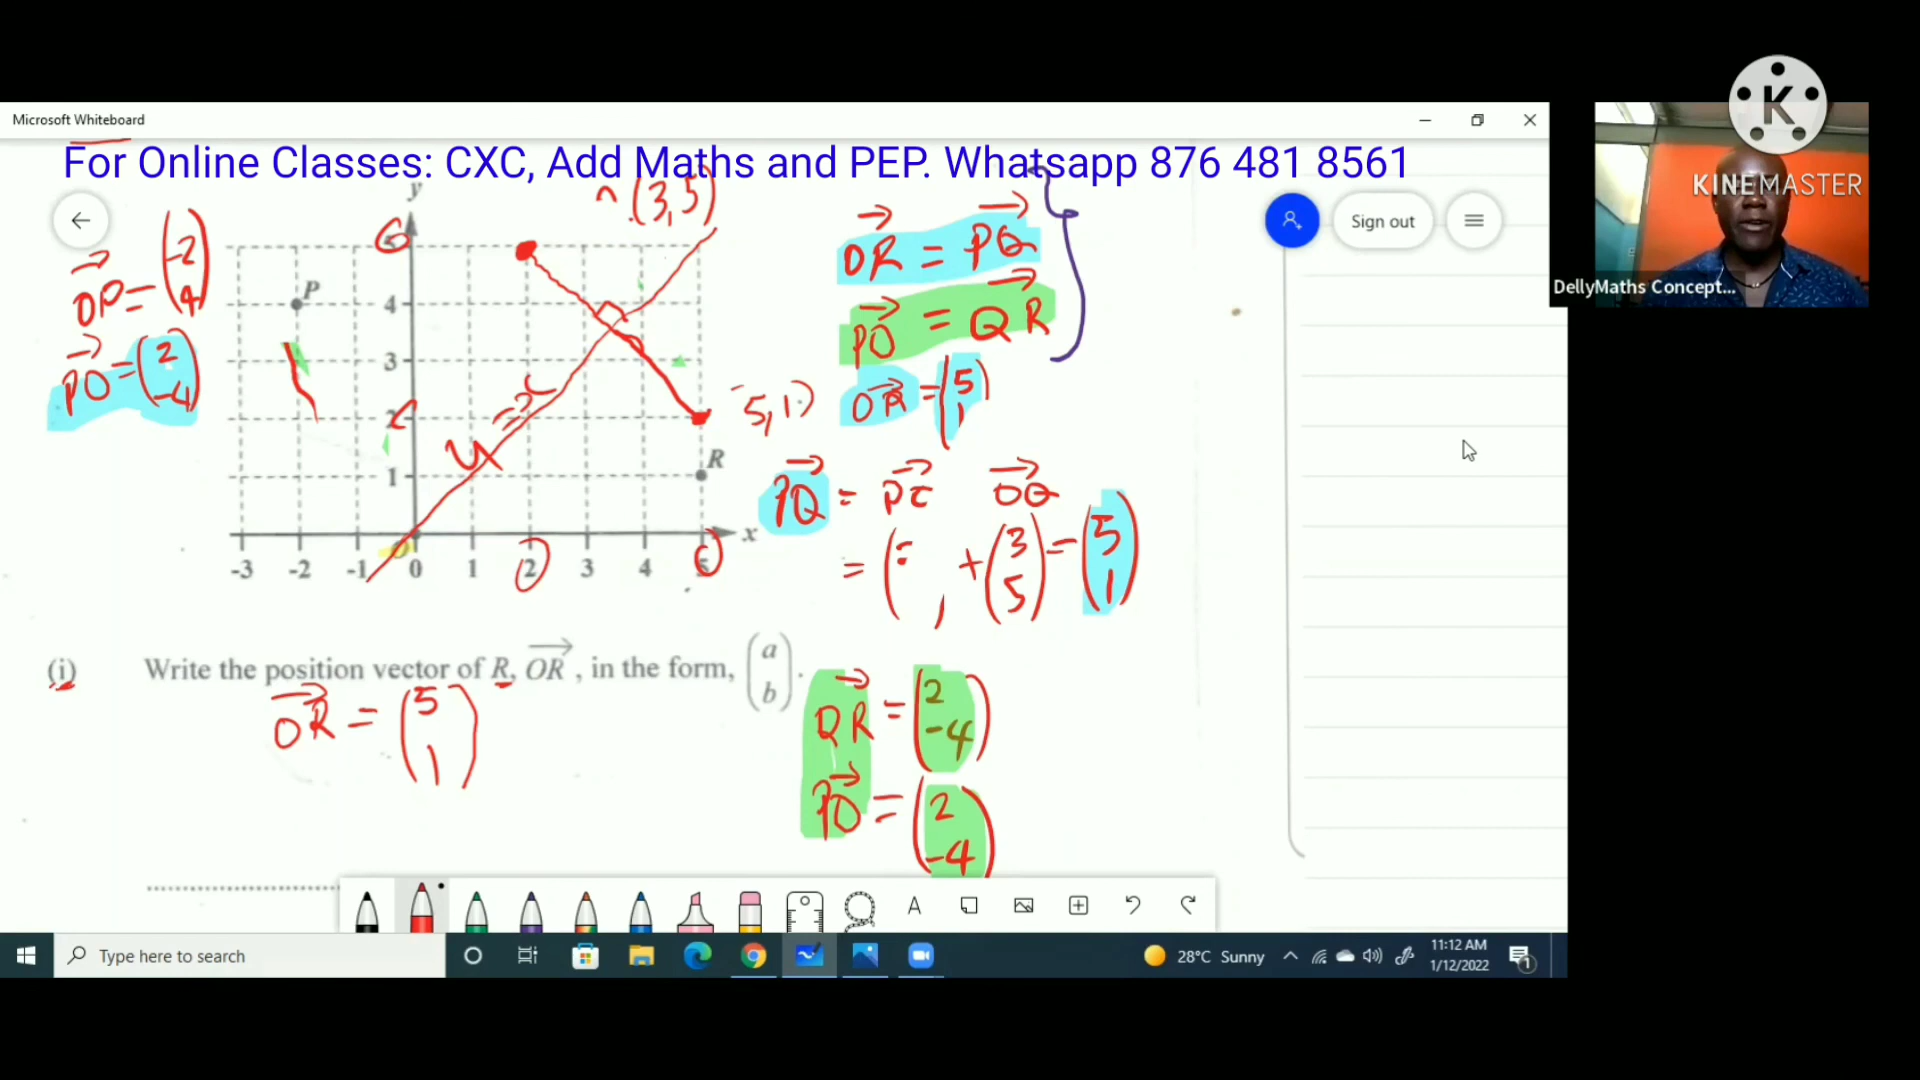 Microsoft Whiteboard
For Online Classes: CXC, Add Maths and PEP. Whatsapp 876 481 8561
K
KINEMASTER
Sign out
DellyMaths Concept...
(3,5)
OP = (-2 4)
PO = (2 -4)
y
6
P
4
3
2
1
y = x
5,1)
R
x
O
-3 -2 -1 0 1 2 3 4 5
OR = PQ
PO = QR
OR = (5 1)
PQ = OQ
= + (3 5) = (5 1)
(i) Write the position vector of R, OR , in the form, (a b).
OR = (5 1)
QR = (2 -4)
PO = (2 -4)
A
Type here to search
28°C Sunny
11:12 AM
1/12/2022
1